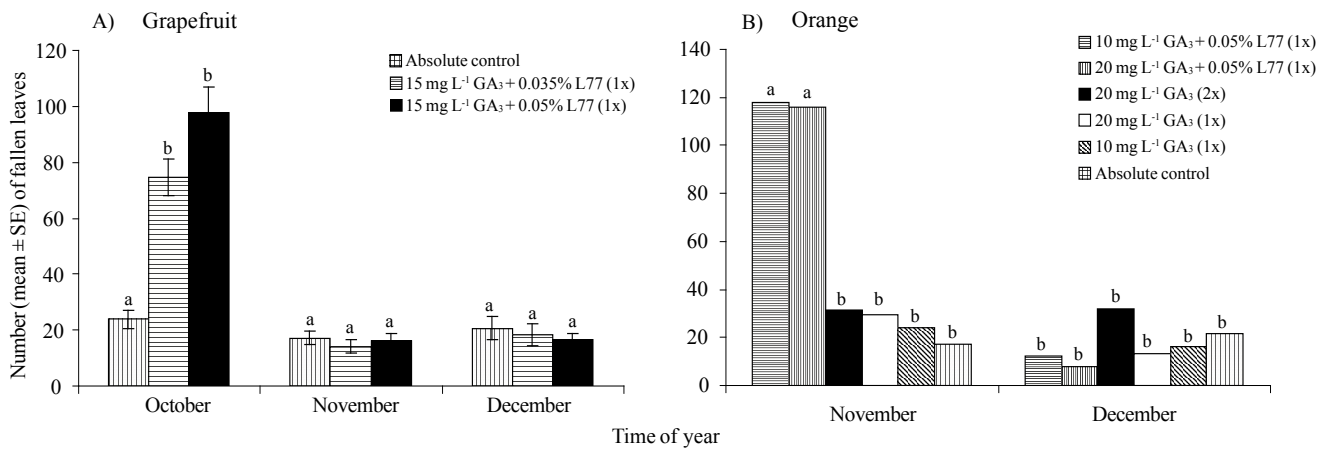 A) Grapefruit
120
100
80
60
40
20
0
Number (mean ± SE) of fallen leaves
Absolute control
15 mg L⁻¹ GA₃ + 0.035% L77 (1x)
15 mg L⁻¹ GA₃ + 0.05% L77 (1x)
a b b
a a a
a a a
October November December
B) Orange
140
120
100
80
60
40
20
0
10 mg L⁻¹ GA₃ + 0.05% L77 (1x)
20 mg L⁻¹ GA₃ + 0.05% L77 (1x)
20 mg L⁻¹ GA₃ (2x)
20 mg L⁻¹ GA₃ (1x)
10 mg L⁻¹ GA₃ (1x)
Absolute control
a a b b b b
b b b b b b
November December
Time of year